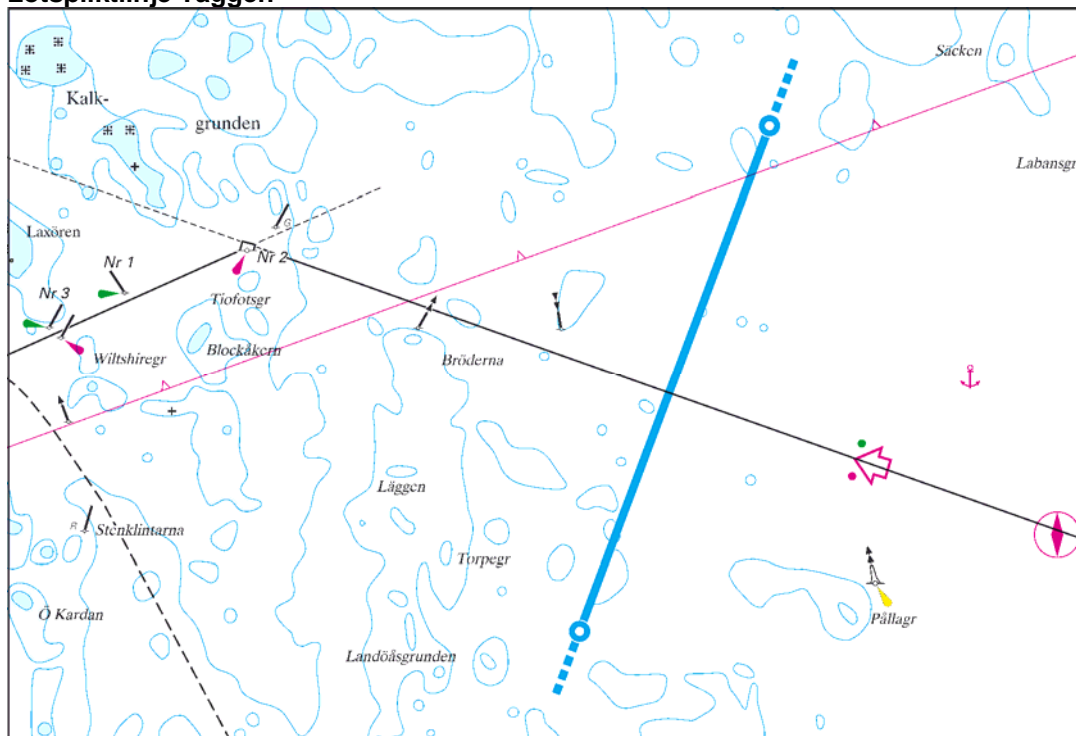 Lotspliktlinje
Säcken
Kalk-
grunden
Labansgr
Laxören
G
Nr 2
Nr 1
Nr 3
Tiofotsgr
Blockåkern
Wiltshiregr
Bröderna
Läggen
R
Stenklintarna
Torpegr
Ö Kardan
Pållagr
Landöåsgrunden